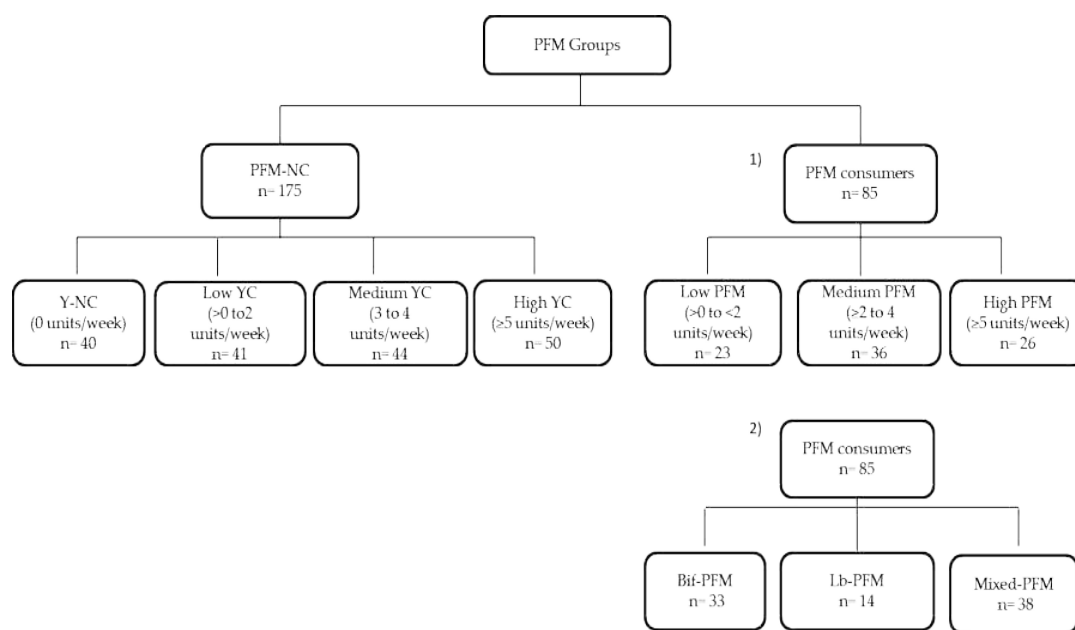 PFM Groups
PFM-NC
n= 175
1)
PFM consumers
n= 85
Y-NC
(0 units/week)
n= 40
Low YC
(>0 to2
units/week)
n= 41
Medium YC
(3 to 4
units/week)
n= 44
High YC
(≥5 units/week)
n= 50
Low PFM
(>0 to <2
units/week)
n= 23
Medium PFM
(>2 to 4
units/week)
n= 36
High PFM
(≥5 units/week)
n= 26
2)
PFM consumers
n= 85
Bif-PFM
n= 33
Lb-PFM
n= 14
Mixed-PFM
n= 38